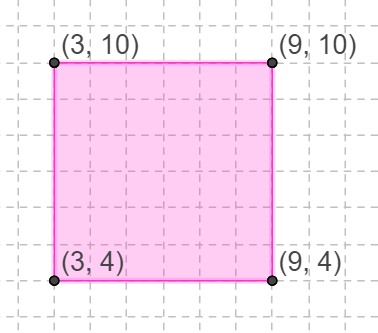 (3, 10)
(9, 10)
(3, 4)
(9, 4)